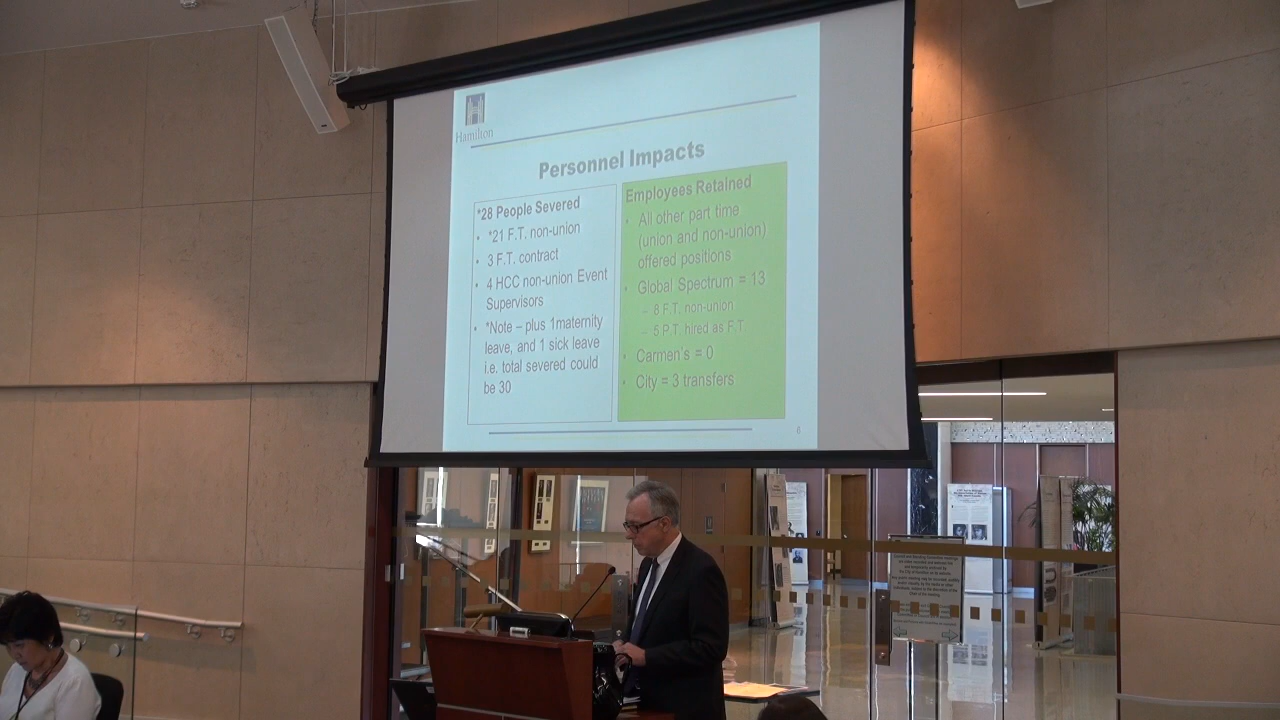 Hamilton
Personnel Impacts
*28 People Severed
• *21 F.T. non-union
• 3 F.T. contract
• 4 HCC non-union Event
Supervisors
• *Note – plus 1maternity
leave, and 1 sick leave
i.e. total severed could
be 30
Employees Retained
• All other part time
(union and non-union)
offered positions
• Global Spectrum = 13
– 8 F.T. non-union
– 5 P.T. hired as F.T.
• Carmen's = 0
• City = 3 transfers
6